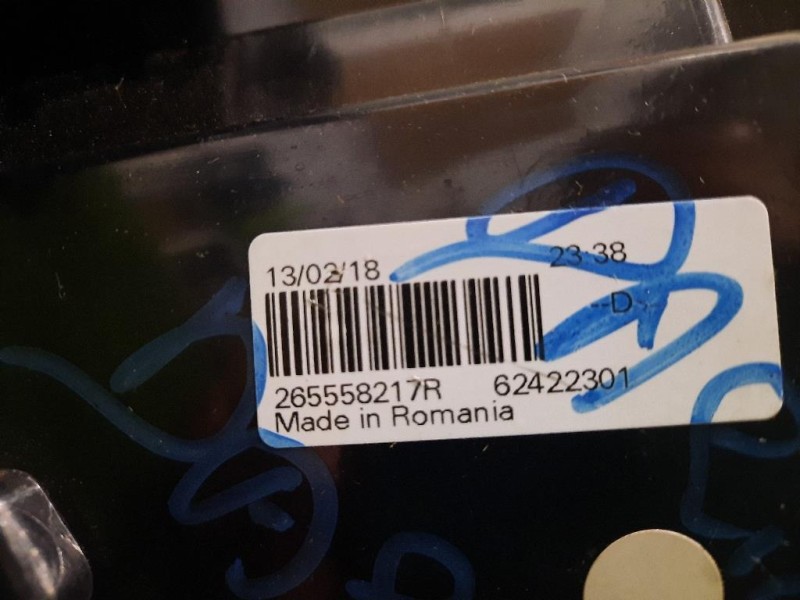 13/02/18 23:38
--D--
265558217R 62422301
Made in Romania